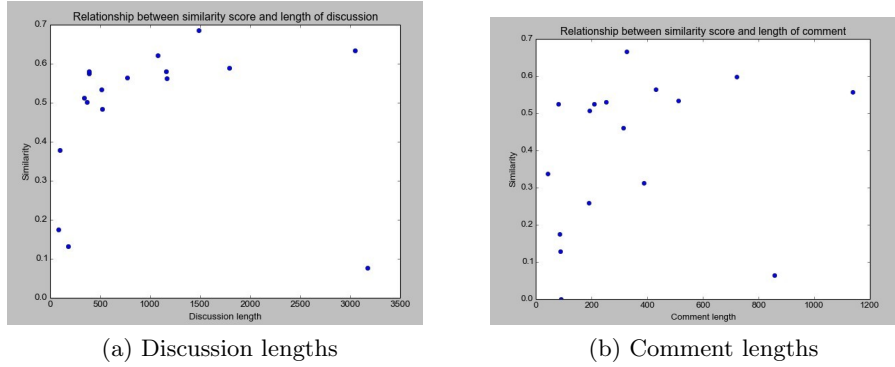 Relationship between similarity score and length of discussion
0.7
0.6
0.5
0.4
0.3
0.2
0.1
0.0
Similarity
0 500 1000 1500 2000 2500 3000 3500
Discussion length
(a) Discussion lengths
Relationship between similarity score and length of comment
0.7
0.6
0.5
0.4
0.3
0.2
0.1
0.0
Similarity
0 200 400 600 800 1000 1200
Comment length
(b) Comment lengths